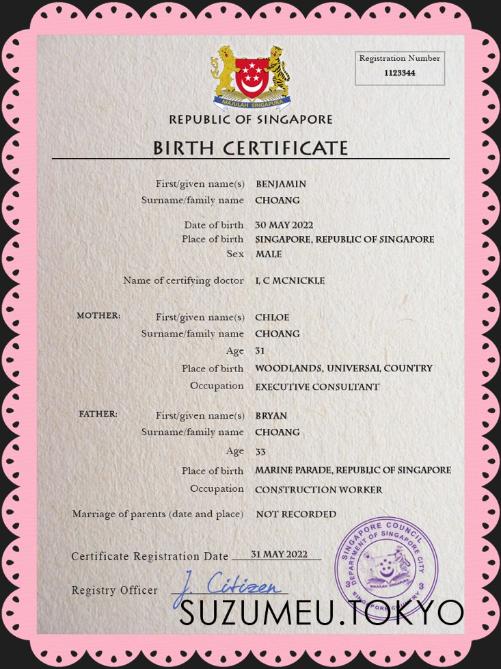 MAJULAH SINGAPURA
Registration Number
1123344
REPUBLIC OF SINGAPORE
BIRTH CERTIFICATE
First/given name(s) BENJAMIN
Surname/family name CHOANG
Date of birth 30 MAY 2022
Place of birth SINGAPORE, REPUBLIC OF SINGAPORE
Sex MALE
Name of certifying doctor L C MCNICKLE
MOTHER: First/given name(s) CHLOE
Surname/family name CHOANG
Age 31
Place of birth WOODLANDS, UNIVERSAL COUNTRY
Occupation EXECUTIVE CONSULTANT
FATHER: First/given name(s) BRYAN
Surname/family name CHOANG
Age 33
Place of birth MARINE PARADE, REPUBLIC OF SINGAPORE
Occupation CONSTRUCTION WORKER
Marriage of parents (date and place) NOT RECORDED
SINGAPORE COUNCIL
DEPARTMENT OF SINGAPORE CITY
Certificate Registration Date 31 MAY 2022
Registry Officer J. Citizen
SUZUMEU.TOKYO